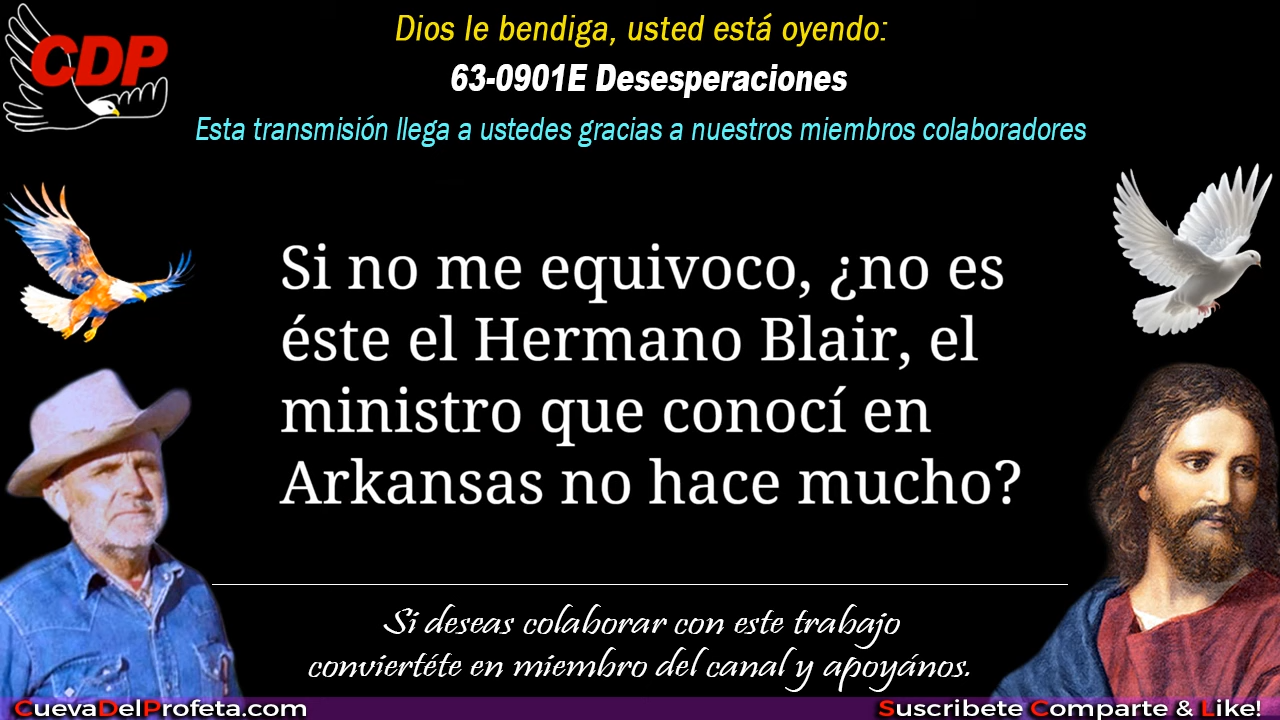 CDP
Dios le bendiga, usted está oyendo:
63-0901E Desesperaciones
Esta transmisión llega a ustedes gracias a nuestros miembros colaboradores
Si no me equivoco, ¿no es
éste el Hermano Blair, el
ministro que conocí en
Arkansas no hace mucho?
Si deseas colaborar con este trabajo
conviertéte en miembro del canal y apoyános.
CuevaDelProfeta.com
Suscribete Comparte & Like!